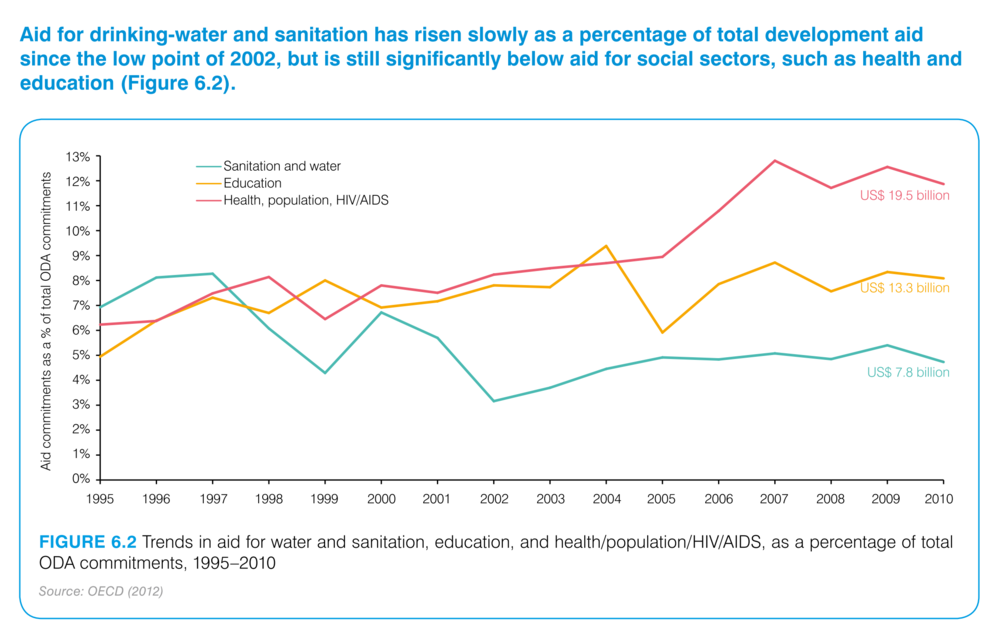 Aid for drinking-water and sanitation has risen slowly as a percentage of total development aid
since the low point of 2002, but is still significantly below aid for social sectors, such as health and
education (Figure 6.2).
13%
12%
11%
10%
9%
8%
7%
6%
5%
4%
3%
2%
1%
0%
Aid commitments as a % of total ODA commitments
Sanitation and water
Education
Health, population, HIV/AIDS
US$ 19.5 billion
US$ 13.3 billion
US$ 7.8 billion
1995 1996 1997 1998 1999 2000 2001 2002 2003 2004 2005 2006 2007 2008 2009 2010
FIGURE 6.2 Trends in aid for water and sanitation, education, and health/population/HIV/AIDS, as a percentage of total
ODA commitments, 1995–2010
Source: OECD (2012)